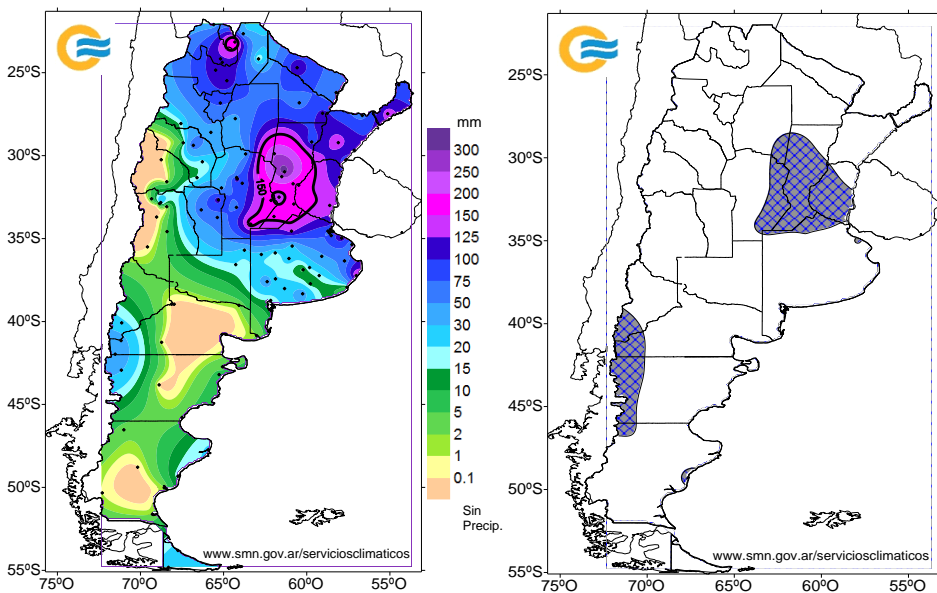 mm
300
250
200
150
125
100
75
50
30
20
15
10
5
2
1
0.1
Sin
Precip.
25ºS
30ºS
35ºS
40ºS
45ºS
50ºS
55ºS
75ºO
70ºO
65ºO
60ºO
55ºO
150
www.smn.gov.ar/serviciosclimaticos
25ºS
30ºS
35ºS
40ºS
45ºS
50ºS
55ºS
75ºO
70ºO
65ºO
60ºO
55ºO
www.smn.gov.ar/serviciosclimaticos